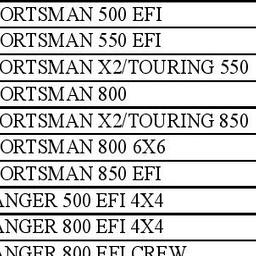 ORTSMAN 500 EFI
ORTSMAN 550 EFI
ORTSMAN X2/TOURING 550
ORTSMAN 800
ORTSMAN X2/TOURING 850
ORTSMAN 800 6X6
ORTSMAN 850 EFI
ANGER 500 EFI 4X4
ANGER 800 EFI 4X4
ANGER 800 EFI CREW